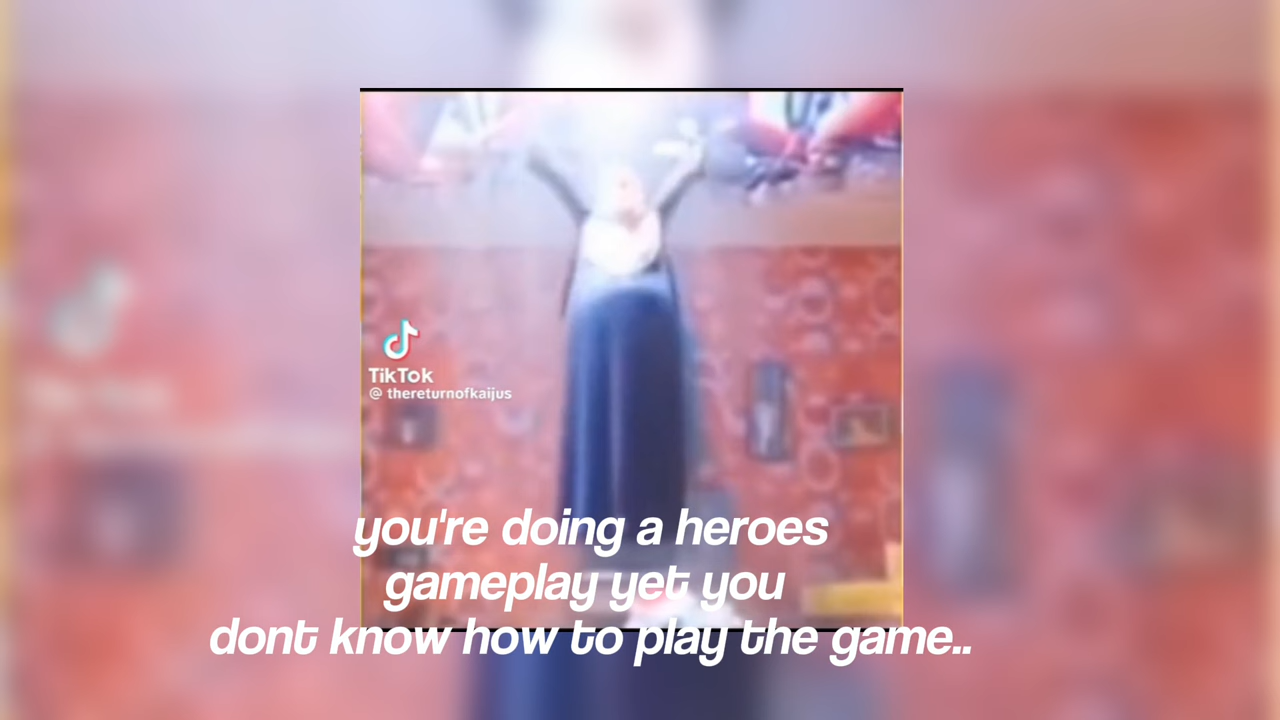 TikTok
@ thereturnofkaijus
you're doing a heroes
gameplay yet you
dont know how to play the game..